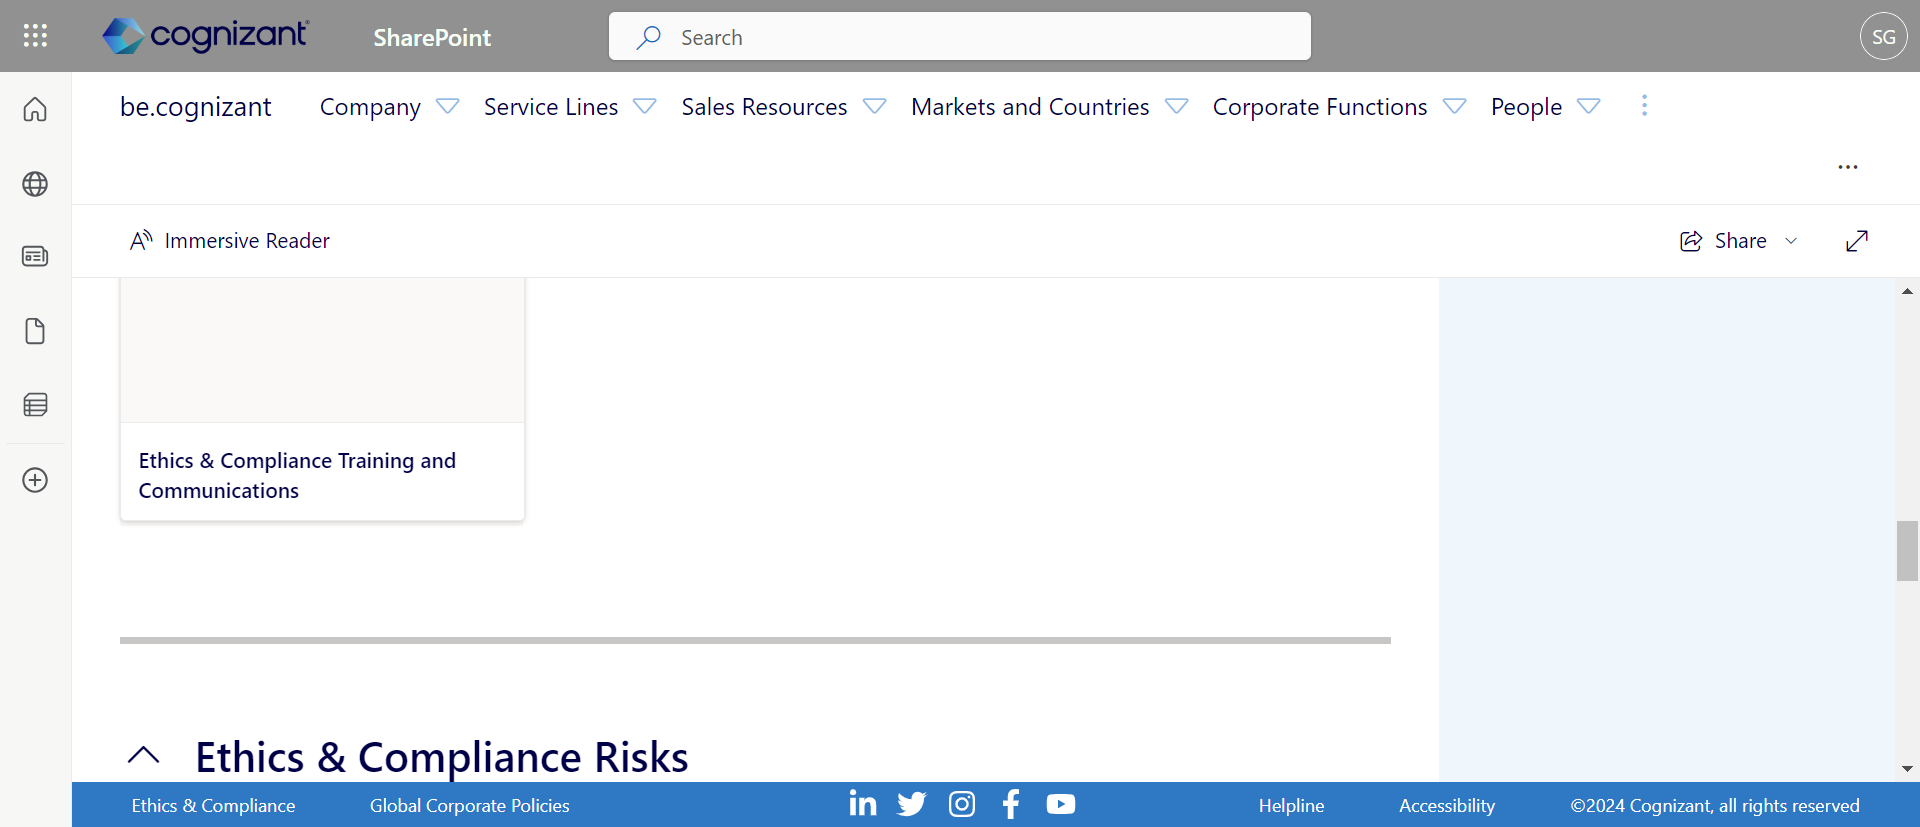 cognizant
SharePoint
Search
SG
be.cognizant
Company
Service Lines
Sales Resources
Markets and Countries
Corporate Functions
People
Immersive Reader
Share
Ethics & Compliance Training and
Communications
Ethics & Compliance Risks
Ethics & Compliance
Global Corporate Policies
Helpline
Accessibility
©2024 Cognizant, all rights reserved